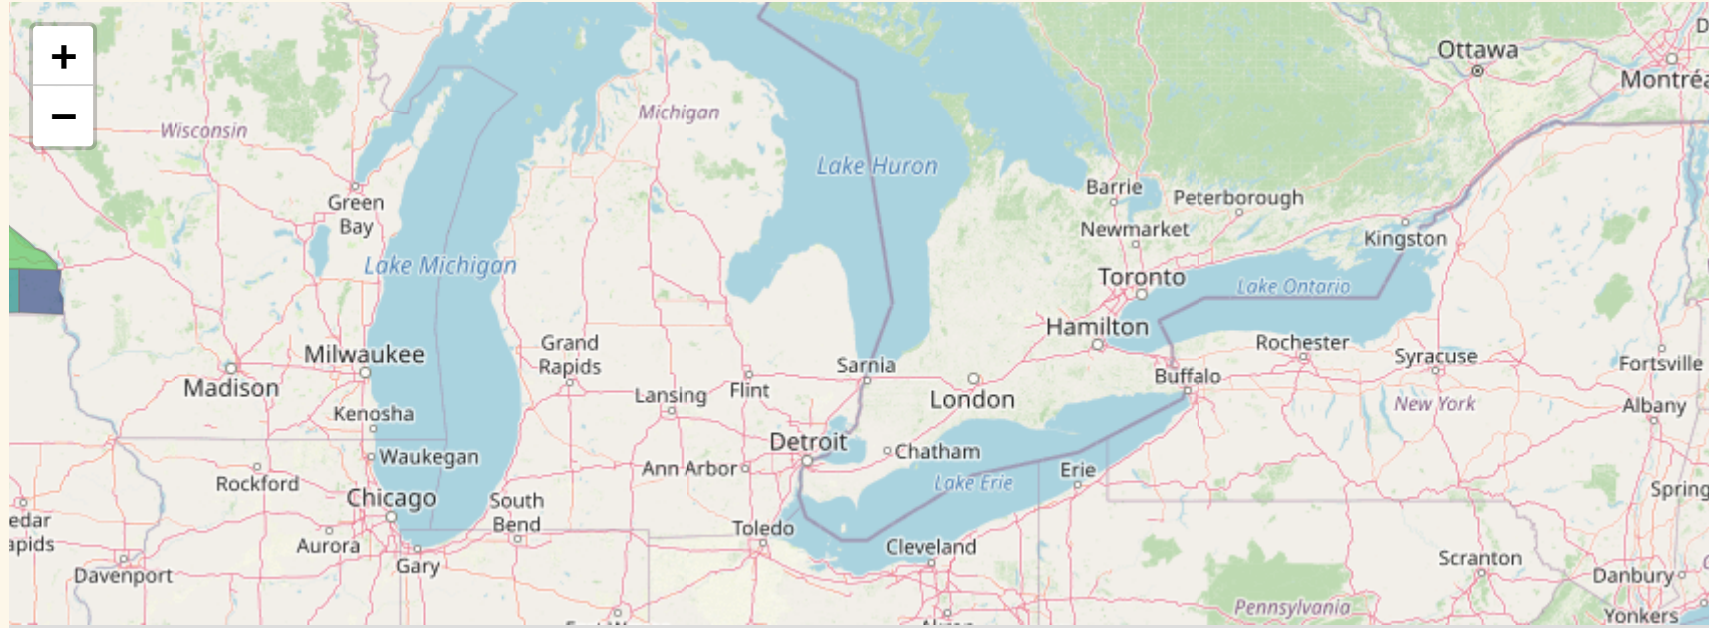 +
−
Ottawa
Montréa
Michigan
Wisconsin
Lake Huron
Barrie
Peterborough
Green
Bay
Newmarket
Kingston
Lake Michigan
Toronto
Lake Ontario
Hamilton
Grand
Rapids
Milwaukee
Rochester
Syracuse
Fortsville
Sarnia
Madison
Buffalo
Lansing
Flint
London
New York
Albany
Kenosha
Detroit
Waukegan
Chatham
Ann Arbor
Erie
Rockford
Lake Erie
Spring
Chicago
South
Bend
edar
apids
Toledo
Aurora
Cleveland
Gary
Scranton
Davenport
Danbury
Pennsylvania
Yonkers